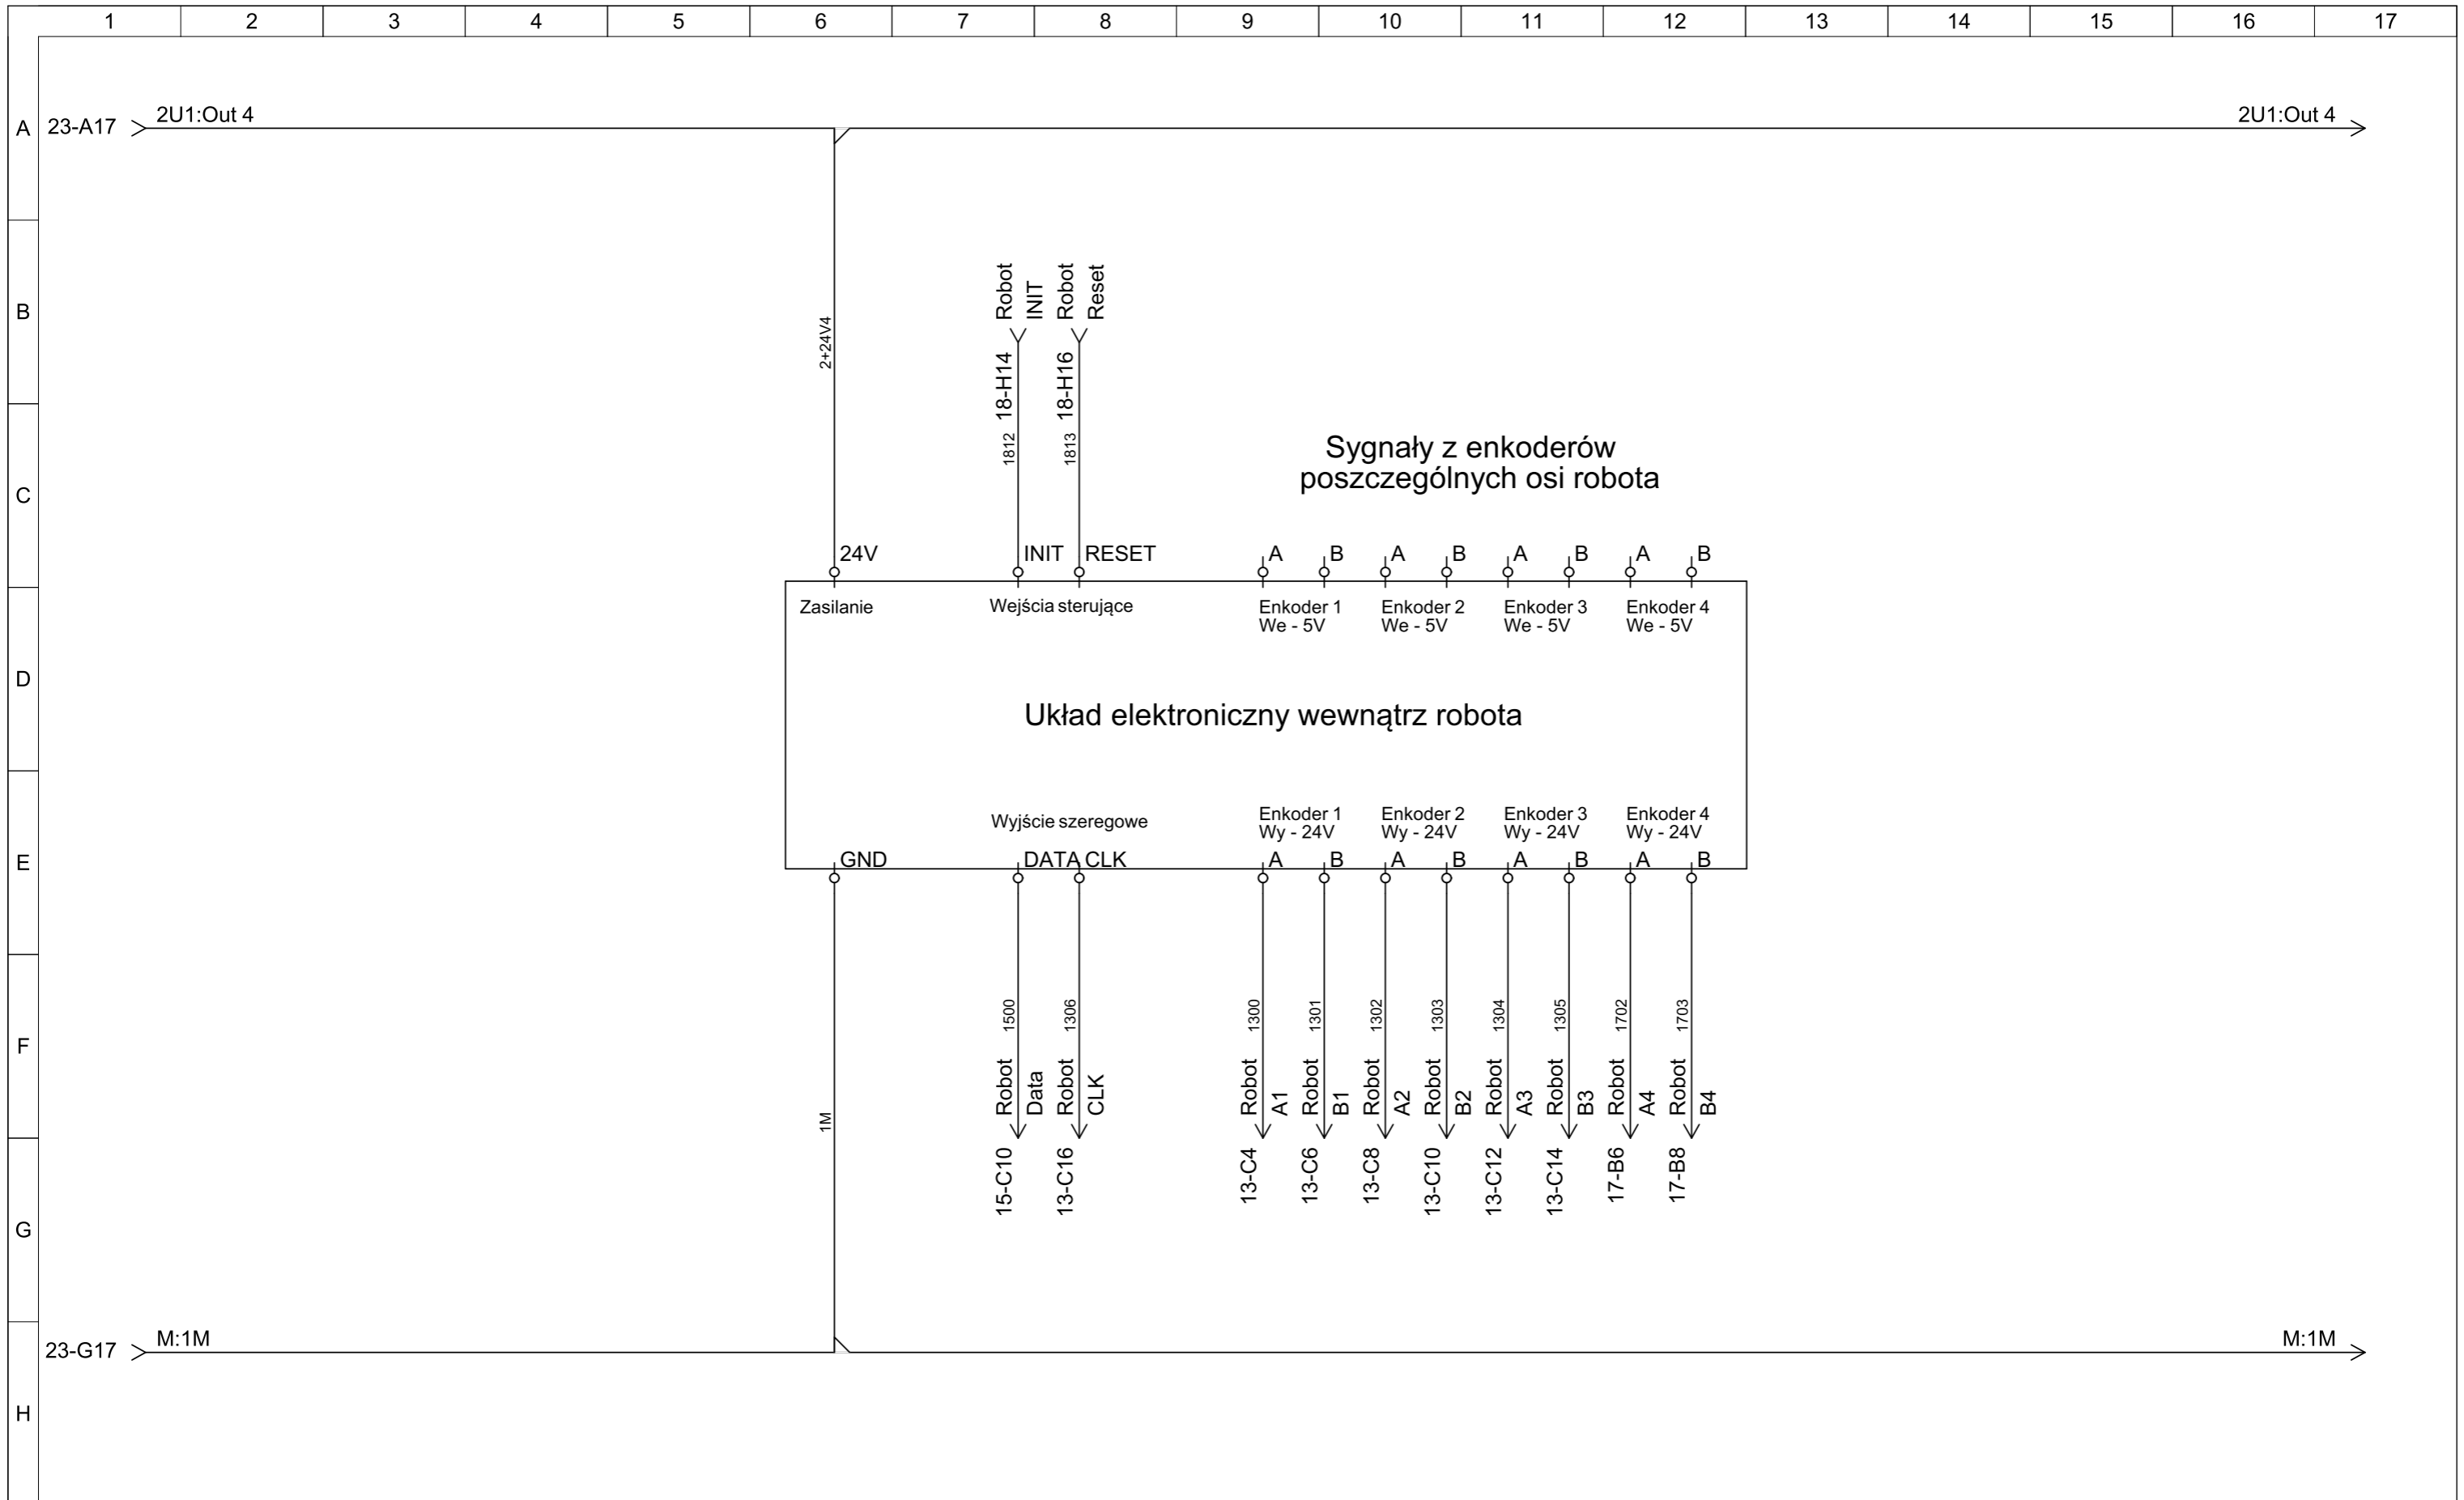 1 2 3 4 5 6 7 8 9 10 11 12 13 14 15 16 17
A
23-A17
2U1:Out 4
2U1:Out 4
B
2+24V4
Robot
INIT
Robot
Reset
18-H14
18-H16
C
1812
1813
Sygnały z enkoderów
poszczególnych osi robota
24V INIT RESET A B A B A B A B
D
Zasilanie
Wejścia sterujące
Enkoder 1
We - 5V
Enkoder 2
We - 5V
Enkoder 3
We - 5V
Enkoder 4
We - 5V
Układ elektroniczny wewnątrz robota
E
Wyjście szeregowe
Enkoder 1
Wy - 24V
Enkoder 2
Wy - 24V
Enkoder 3
Wy - 24V
Enkoder 4
Wy - 24V
GND DATA CLK A B A B A B A B
F
1M
1500
Robot
Data
15-C10
1306
Robot
CLK
13-C16
1300
Robot
A1
13-C4
1301
Robot
B1
13-C6
1302
Robot
A2
13-C8
1303
Robot
B2
13-C10
1304
Robot
A3
13-C12
1305
Robot
B3
13-C14
1702
Robot
A4
17-B6
1703
Robot
B4
17-B8
G
23-G17
M:1M
M:1M
H